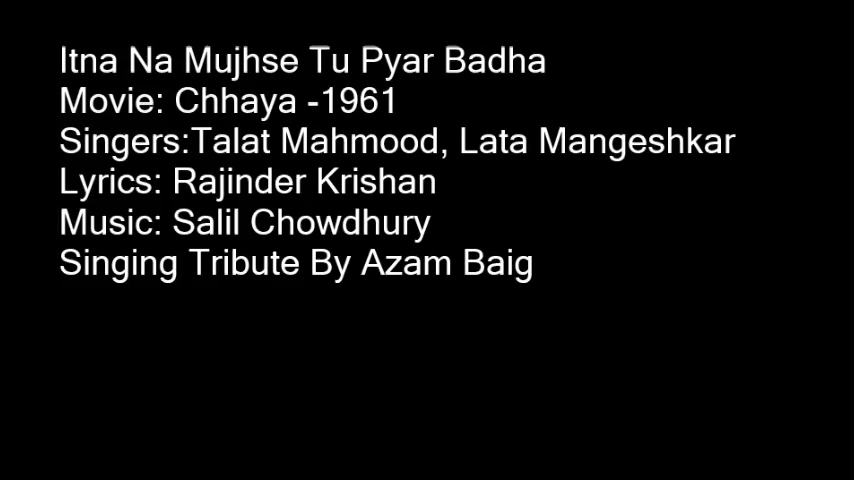 Itna Na Mujhse Tu Pyar Badha
Movie: Chhaya -1961
Singers:Talat Mahmood, Lata Mangeshkar
Lyrics: Rajinder Krishan
Music: Salil Chowdhury
Singing Tribute By Azam Baig